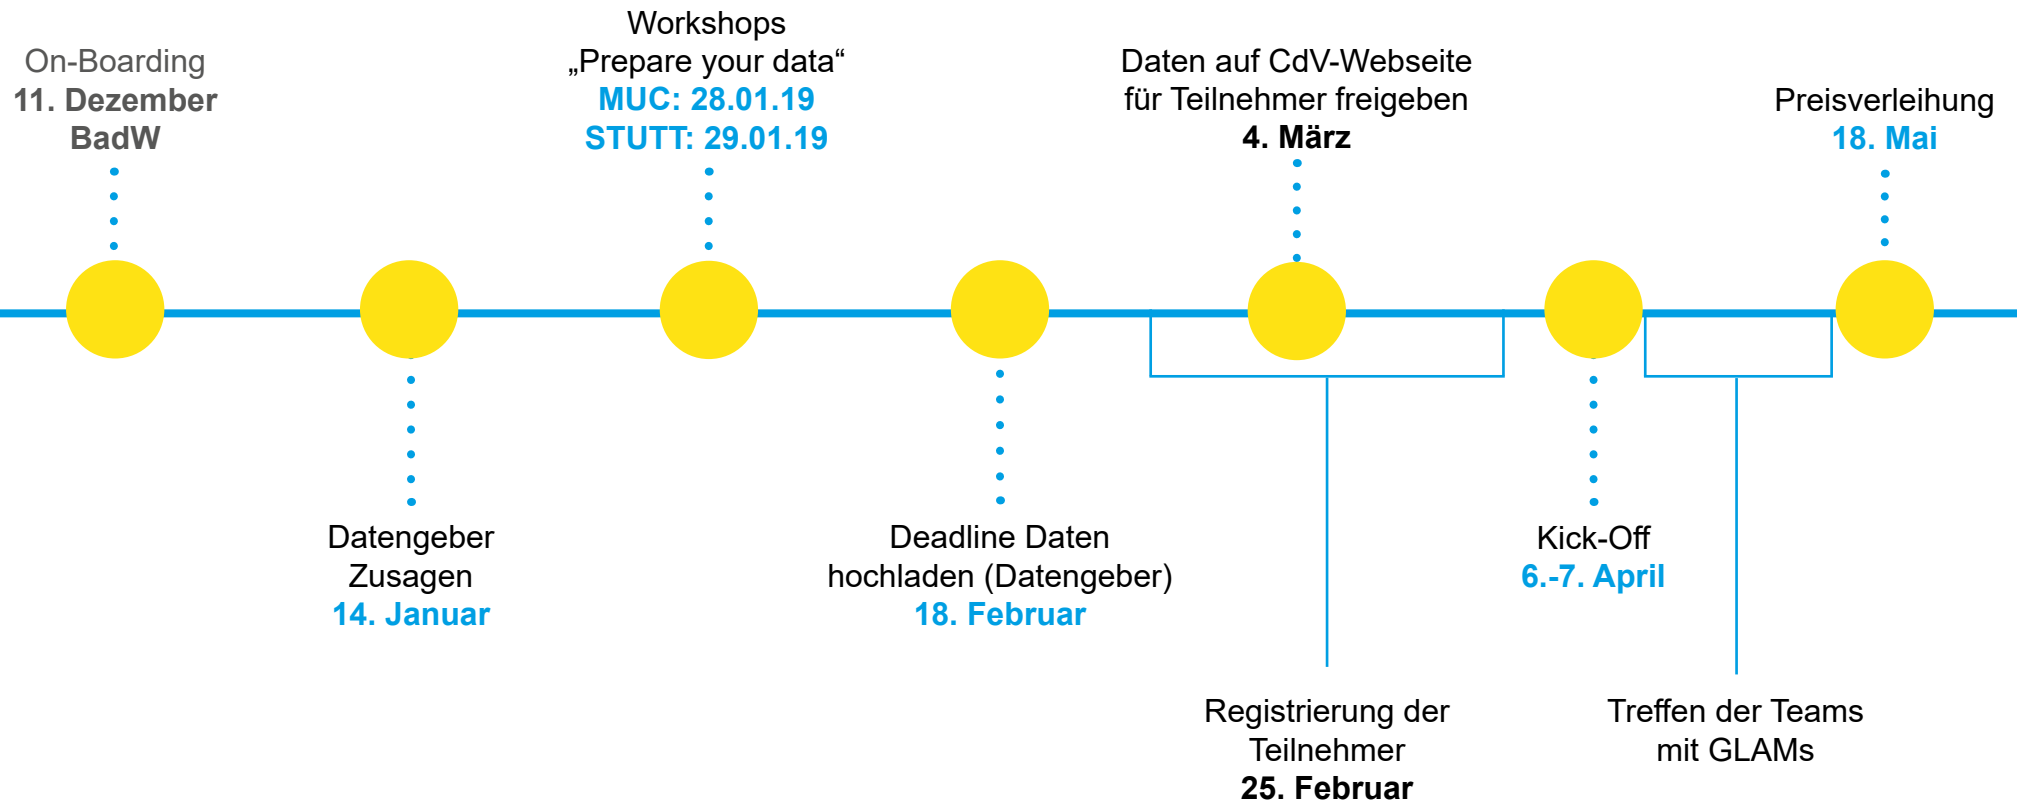 On-Boarding
11. Dezember
BadW
Datengeber
Zusagen
14. Januar
Workshops
„Prepare your data“
MUC: 28.01.19
STUTT: 29.01.19
Deadline Daten
hochladen (Datengeber)
18. Februar
Daten auf CdV-Webseite
für Teilnehmer freigeben
4. März
Registrierung der
Teilnehmer
25. Februar
Kick-Off
6.-7. April
Treffen der Teams
mit GLAMs
Preisverleihung
18. Mai